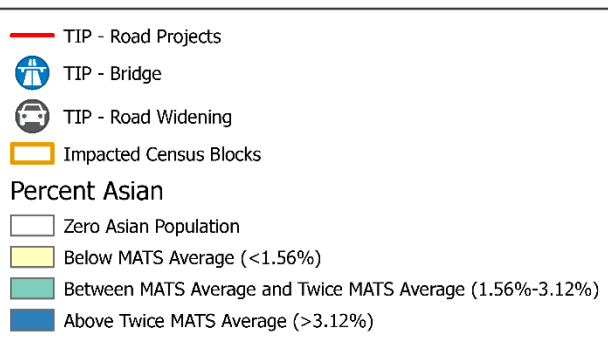 TIP - Road Projects
TIP - Bridge
TIP - Road Widening
Impacted Census Blocks
Percent Asian
Zero Asian Population
Below MATS Average (<1.56%)
Between MATS Average and Twice MATS Average (1.56%-3.12%)
Above Twice MATS Average (>3.12%)